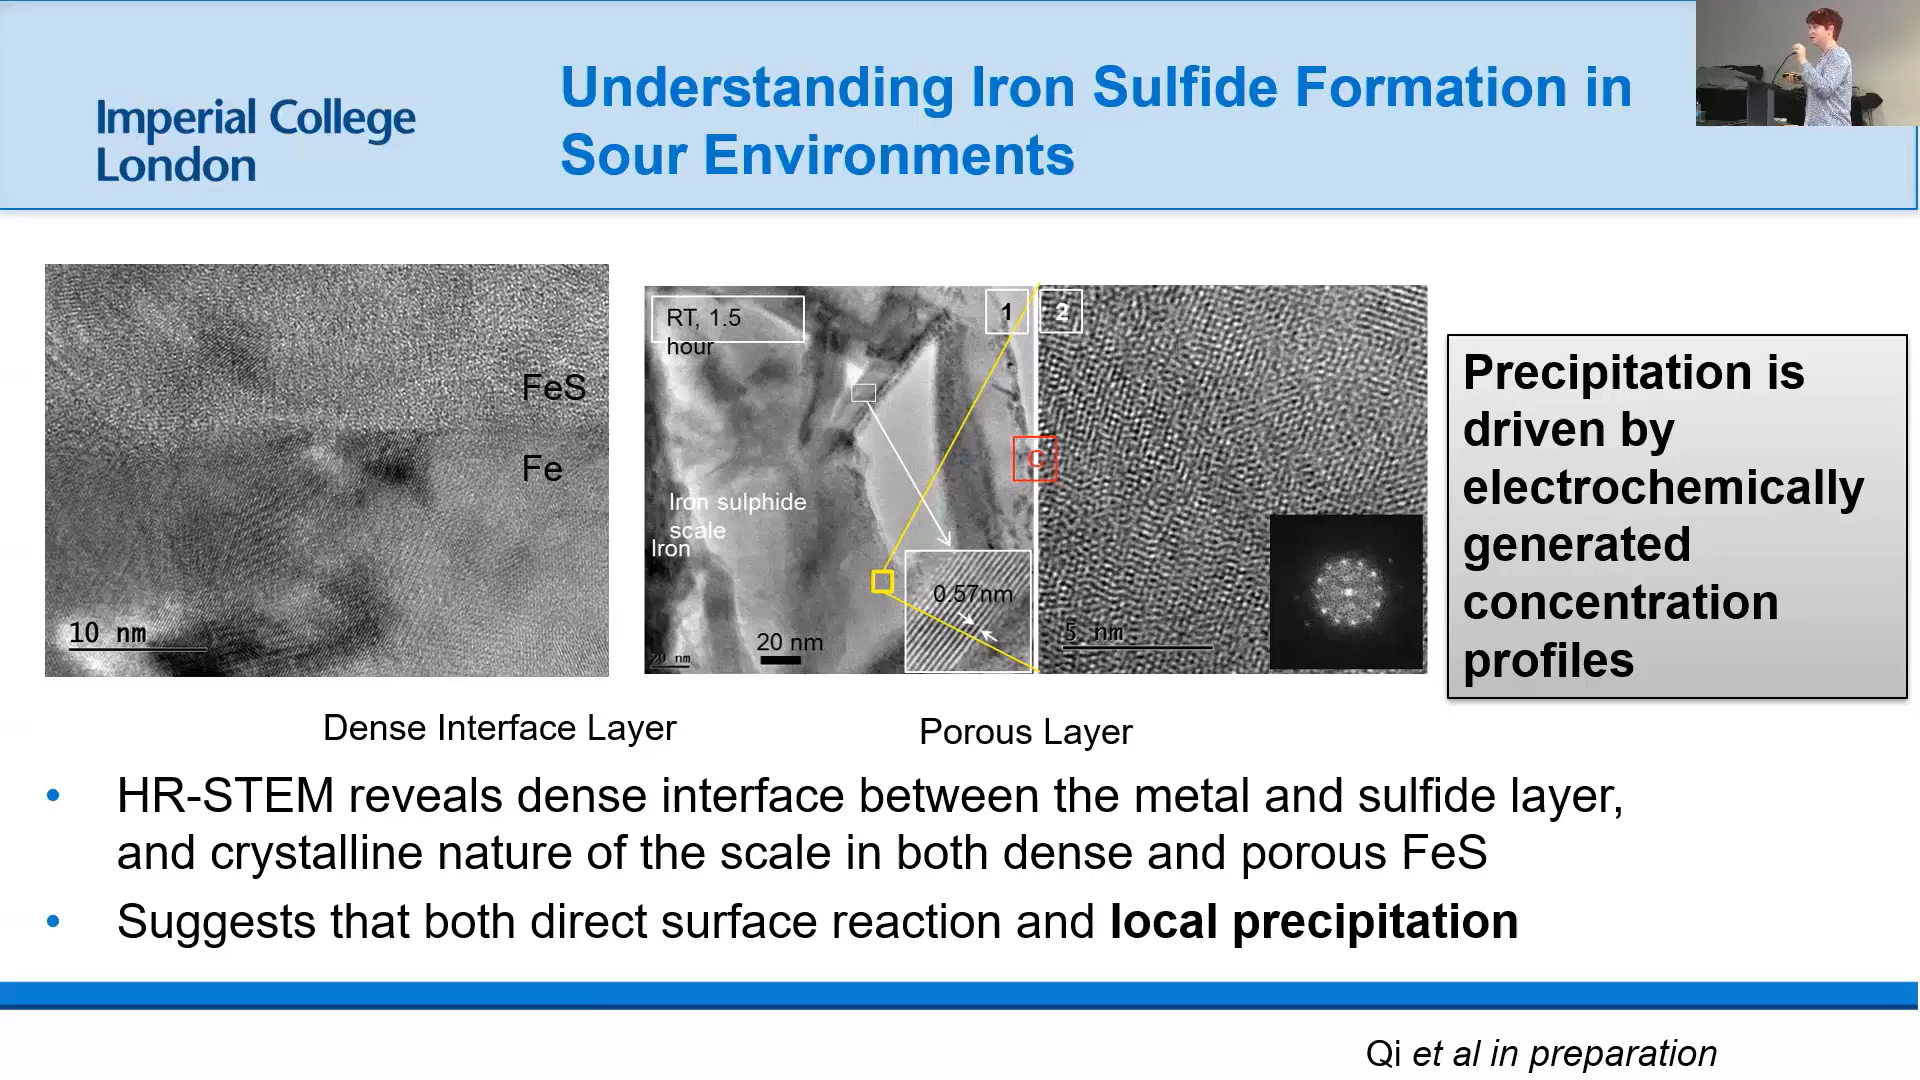 Understanding Iron Sulfide Formation in
Sour Environments
Imperial College
London
FeS
Fe
10 nm
RT, 1.5
hour
1
2
C
Iron sulphide
scale
Iron
0.57nm
20 nm
20 nm
5 nm
Precipitation is
driven by
electrochemically
generated
concentration
profiles
Dense Interface Layer
Porous Layer
• HR-STEM reveals dense interface between the metal and sulfide layer,
and crystalline nature of the scale in both dense and porous FeS
• Suggests that both direct surface reaction and local precipitation
Qi et al in preparation